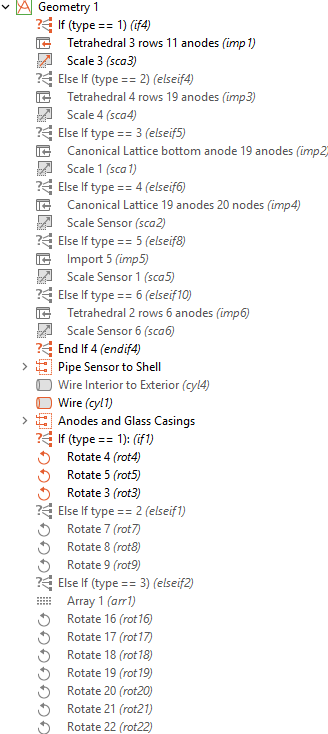 Geometry 1
If (type == 1) (if4)
Tetrahedral 3 rows 11 anodes (imp1)
Scale 3 (sca3)
Else If (type == 2) (elseif4)
Tetrahedral 4 rows 19 anodes (imp3)
Scale 4 (sca4)
Else If type == 3 (elseif5)
Canonical Lattice bottom anode 19 anodes (imp2)
Scale 1 (sca1)
Else If type == 4 (elseif6)
Canonical Lattice 19 anodes 20 nodes (imp4)
Scale Sensor (sca2)
Else If type == 5 (elseif8)
Import 5 (imp5)
Scale Sensor 1 (sca5)
Else If type == 6 (elseif10)
Tetrahedral 2 rows 6 anodes (imp6)
Scale Sensor 6 (sca6)
End If 4 (endif4)
Pipe Sensor to Shell
Wire Interior to Exterior (cyl4)
Wire (cyl1)
Anodes and Glass Casings
If (type == 1): (if1)
Rotate 4 (rot4)
Rotate 5 (rot5)
Rotate 3 (rot3)
Else If type == 2 (elseif1)
Rotate 7 (rot7)
Rotate 8 (rot8)
Rotate 9 (rot9)
Else If (type == 3) (elseif2)
Array 1 (arr1)
Rotate 16 (rot16)
Rotate 17 (rot17)
Rotate 18 (rot18)
Rotate 19 (rot19)
Rotate 20 (rot20)
Rotate 21 (rot21)
Rotate 22 (rot22)